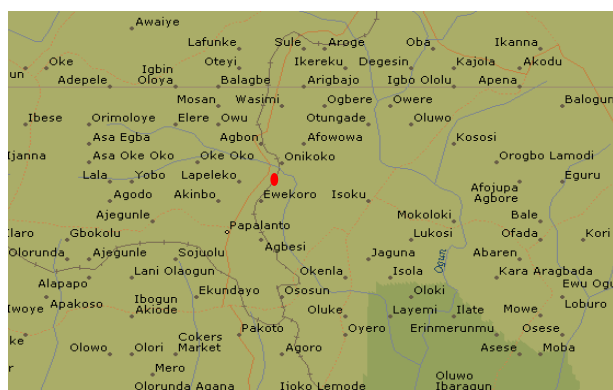 Awaiye
Lafunke Sule Aroge Oba Ikanna
un Oke Igbin Oteyi Ikereku Degesin Kajola Akodu
Adepele Oloya Balagbe Arigbajo Igbo Ololu Apena
Mosan Wasimi Ogbere Owere Balogun
Ibese Orimoloye Elere Owu Otungade Oluwo
Asa Egba Agbon Afowowa Kososi
Ijanna Asa Oke Oko Oke Oko Onikoko Orogbo Lamodi
Lala Yobo Lapeleko Afojupa Eguru
Agodo Akinbo Ewekoro Isoku Agbore
Ajegunle Mokoloki Bale
Ilaro Gbokolu Papalanto Lukosi Ofada Kori
Olorunda Ajegunle Sojuolu Agbesi Jaguna Ogun Abaren
Alapapo Lani Olaogun Okenla Isola Kara Aragbada
Iwoye Apakoso Ibogun Ekundayo Ososun Oloki Ewu Ogu
Akiode Oluke Layemi Ilate Mowe Loburo
ke Cokers Pakoto Oyero Erinmerunmu Osese
Olowo Olori Market Agoro Asese Moba
r Mero Oluwo
Olorunda Agana Ijoko Lemode Ibaragun